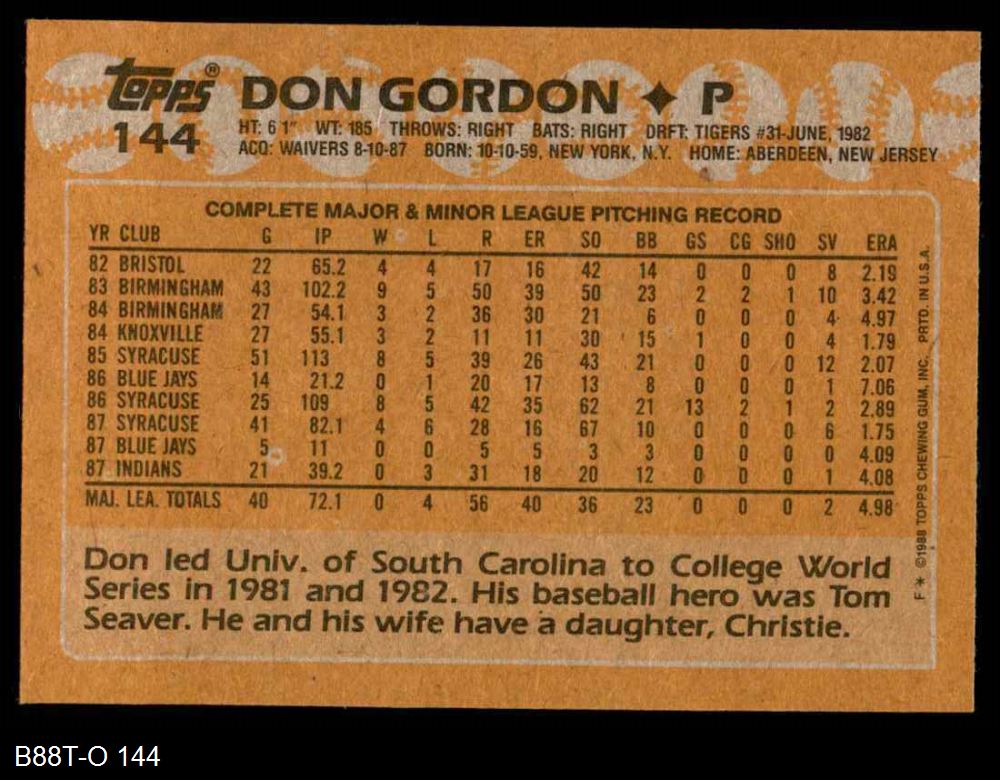 topps®
144
DON GORDON ✦ P
HT: 6 1" WT: 185 THROWS: RIGHT BATS: RIGHT DRFT: TIGERS #31-JUNE, 1982
ACQ: WAIVERS 8-10-87 BORN: 10-10-59, NEW YORK, N.Y. HOME: ABERDEEN, NEW JERSEY
COMPLETE MAJOR & MINOR LEAGUE PITCHING RECORD
YR CLUB G IP W L R ER SO BB GS CG SHO SV ERA
82 BRISTOL 22 65.2 4 4 17 16 42 14 0 0 0 8 2.19
83 BIRMINGHAM 43 102.2 9 5 50 39 50 23 2 2 1 10 3.42
84 BIRMINGHAM 27 54.1 3 2 36 30 21 6 0 0 0 4 4.97
84 KNOXVILLE 27 55.1 3 2 11 11 30 15 1 0 0 4 1.79
85 SYRACUSE 51 113 8 5 39 26 43 21 0 0 0 12 2.07
86 BLUE JAYS 14 21.2 0 1 20 17 13 8 0 0 0 1 7.06
86 SYRACUSE 25 109 8 5 42 35 62 21 13 2 1 2 2.89
87 SYRACUSE 41 82.1 4 6 28 16 67 10 0 0 0 6 1.75
87 BLUE JAYS 5 11 0 0 5 5 3 3 0 0 0 0 4.09
87 INDIANS 21 39.2 0 3 31 18 20 12 0 0 0 1 4.08
MAJ. LEA. TOTALS 40 72.1 0 4 56 40 36 23 0 0 0 2 4.98
Don led Univ. of South Carolina to College World
Series in 1981 and 1982. His baseball hero was Tom
Seaver. He and his wife have a daughter, Christie.
F * ©1988 TOPPS CHEWING GUM, INC. PRTD. IN U.S.A.
B88T-O 144